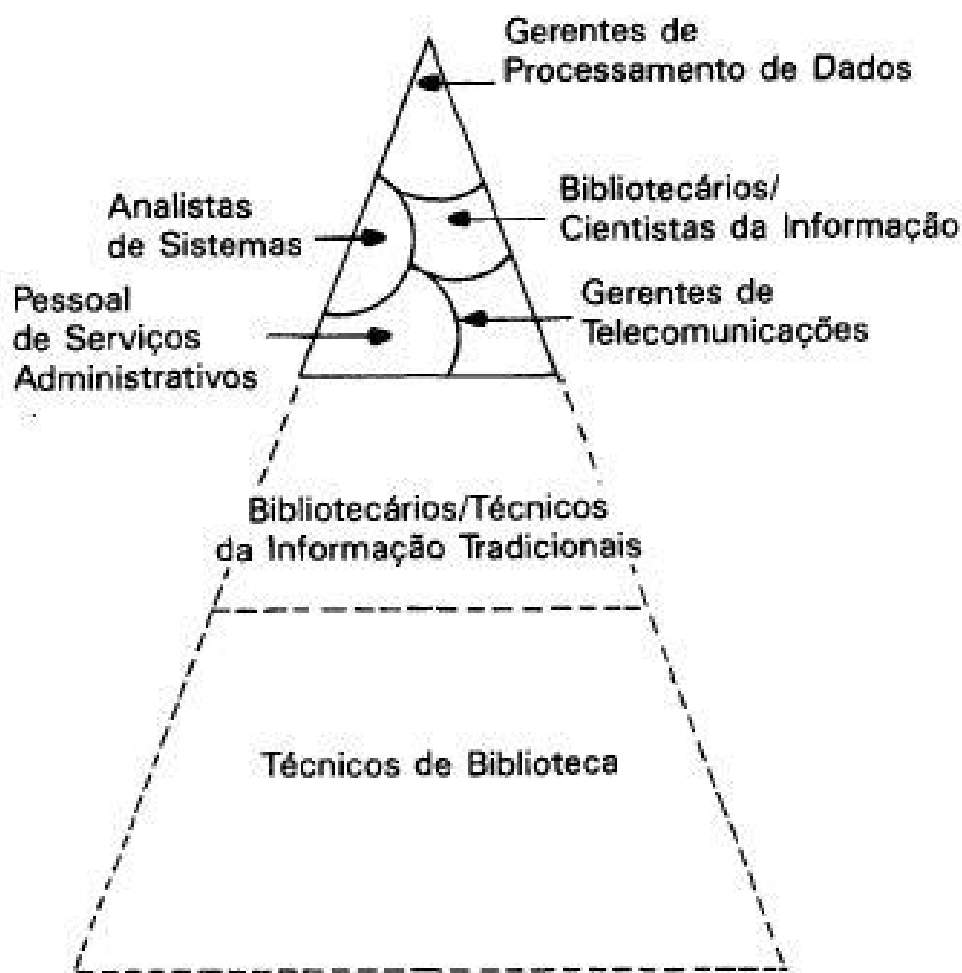 Gerentes de
Processamento de Dados
Analistas
de Sistemas
Bibliotecários/
Cientistas da Informação
Pessoal
de Serviços
Administrativos
Gerentes de
Telecomunicações
Bibliotecários/Técnicos
da Informação Tradicionais
Técnicos de Biblioteca